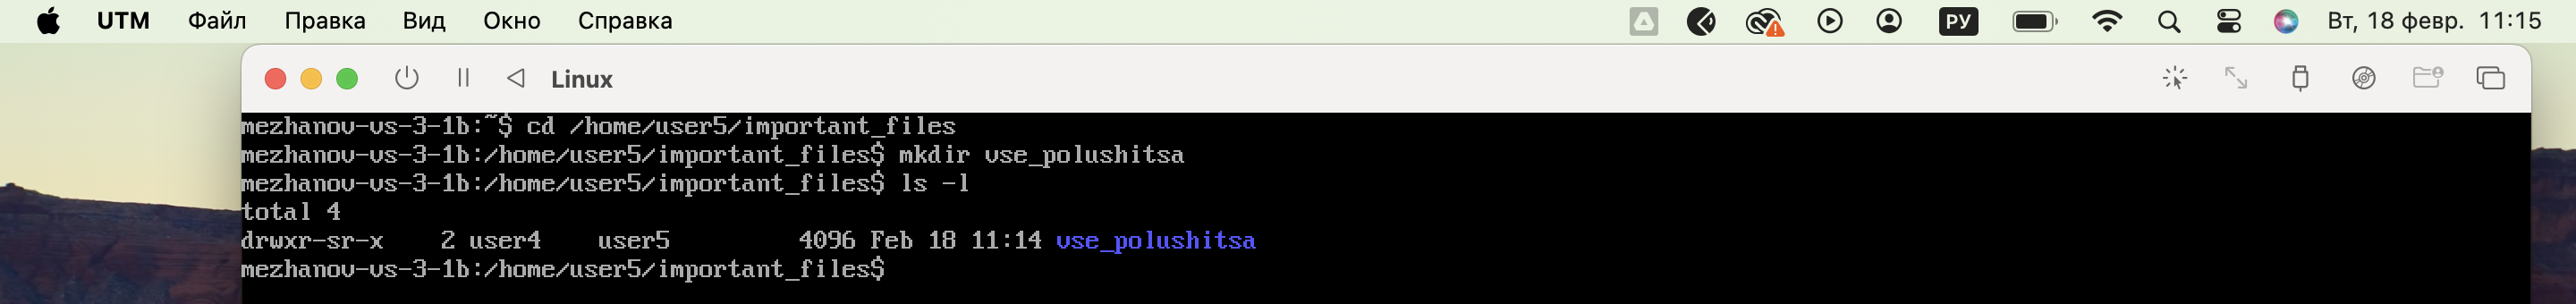 UTM Файл Правка Вид Окно Справка РУ Вт, 18 февр. 11:15
Linux
mezhanov-vs-3-1b:~$ cd /home/user5/important_files
mezhanov-vs-3-1b:/home/user5/important_files$ mkdir vse_polushitsa
mezhanov-vs-3-1b:/home/user5/important_files$ ls -l
total 4
drwxr-sr-x    2 user4    user5         4096 Feb 18 11:14 vse_polushitsa
mezhanov-vs-3-1b:/home/user5/important_files$